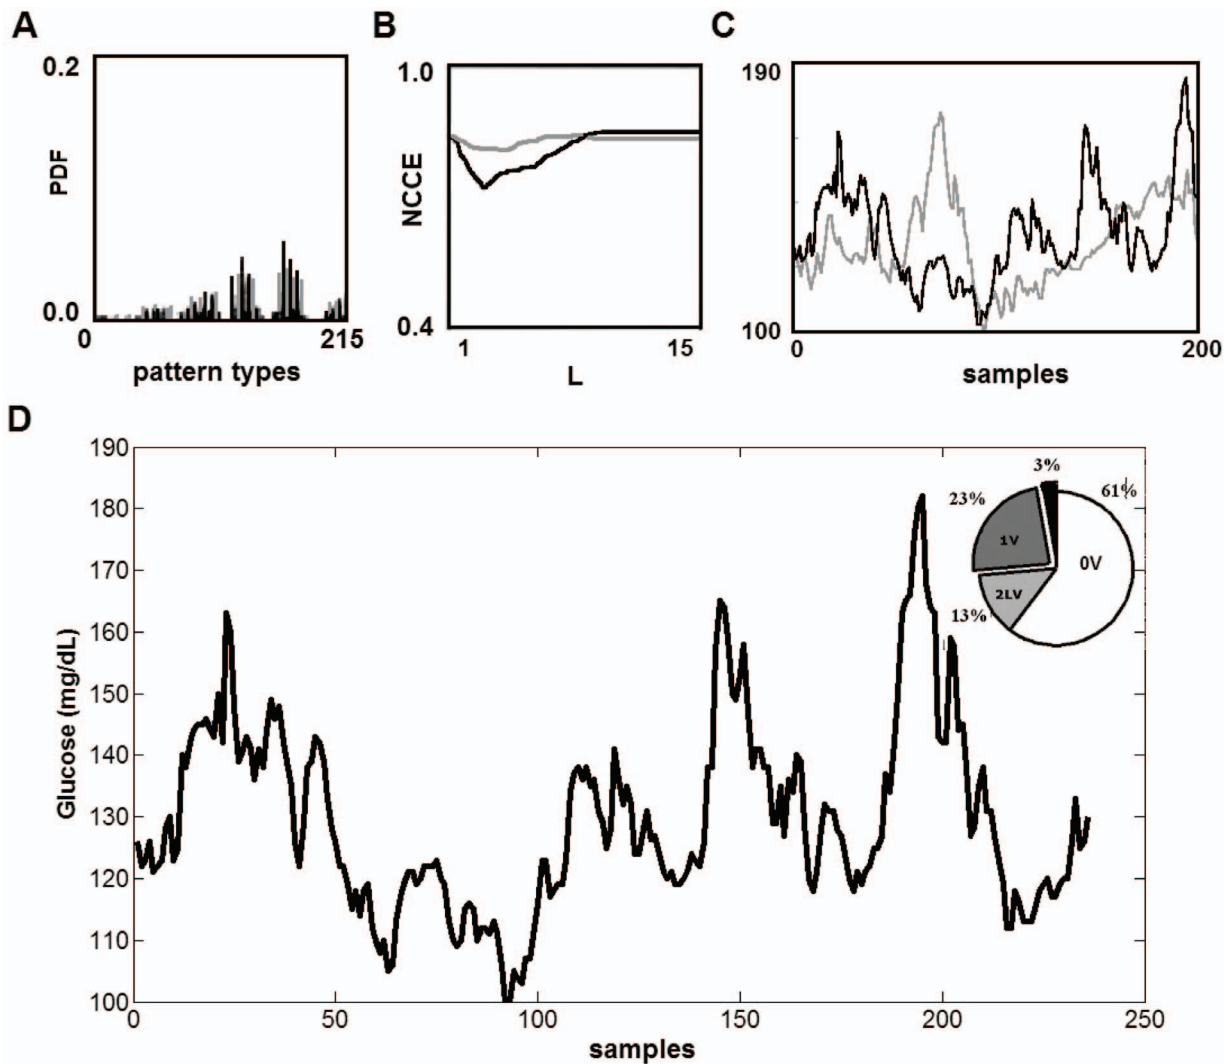 A
B
C
0.2
PDF
0.0
0
215
pattern types
1.0
NCCE
0.4
1
15
L
190
100
0
200
samples
D
190
180
170
160
150
140
130
120
110
100
Glucose (mg/dL)
0
50
100
150
200
250
samples
3%
23%
61%
1V
0V
2LV
13%